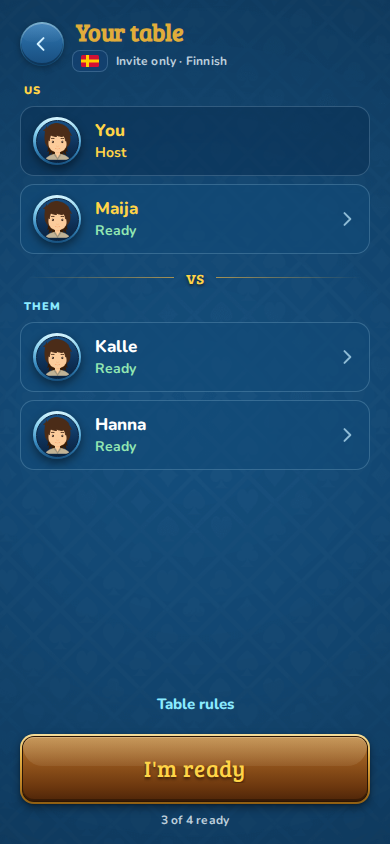 Your table
Invite only · Finnish
US
You
Host
Maija
Ready
VS
THEM
Kalle
Ready
Hanna
Ready
Table rules
I'm ready
3 of 4 ready